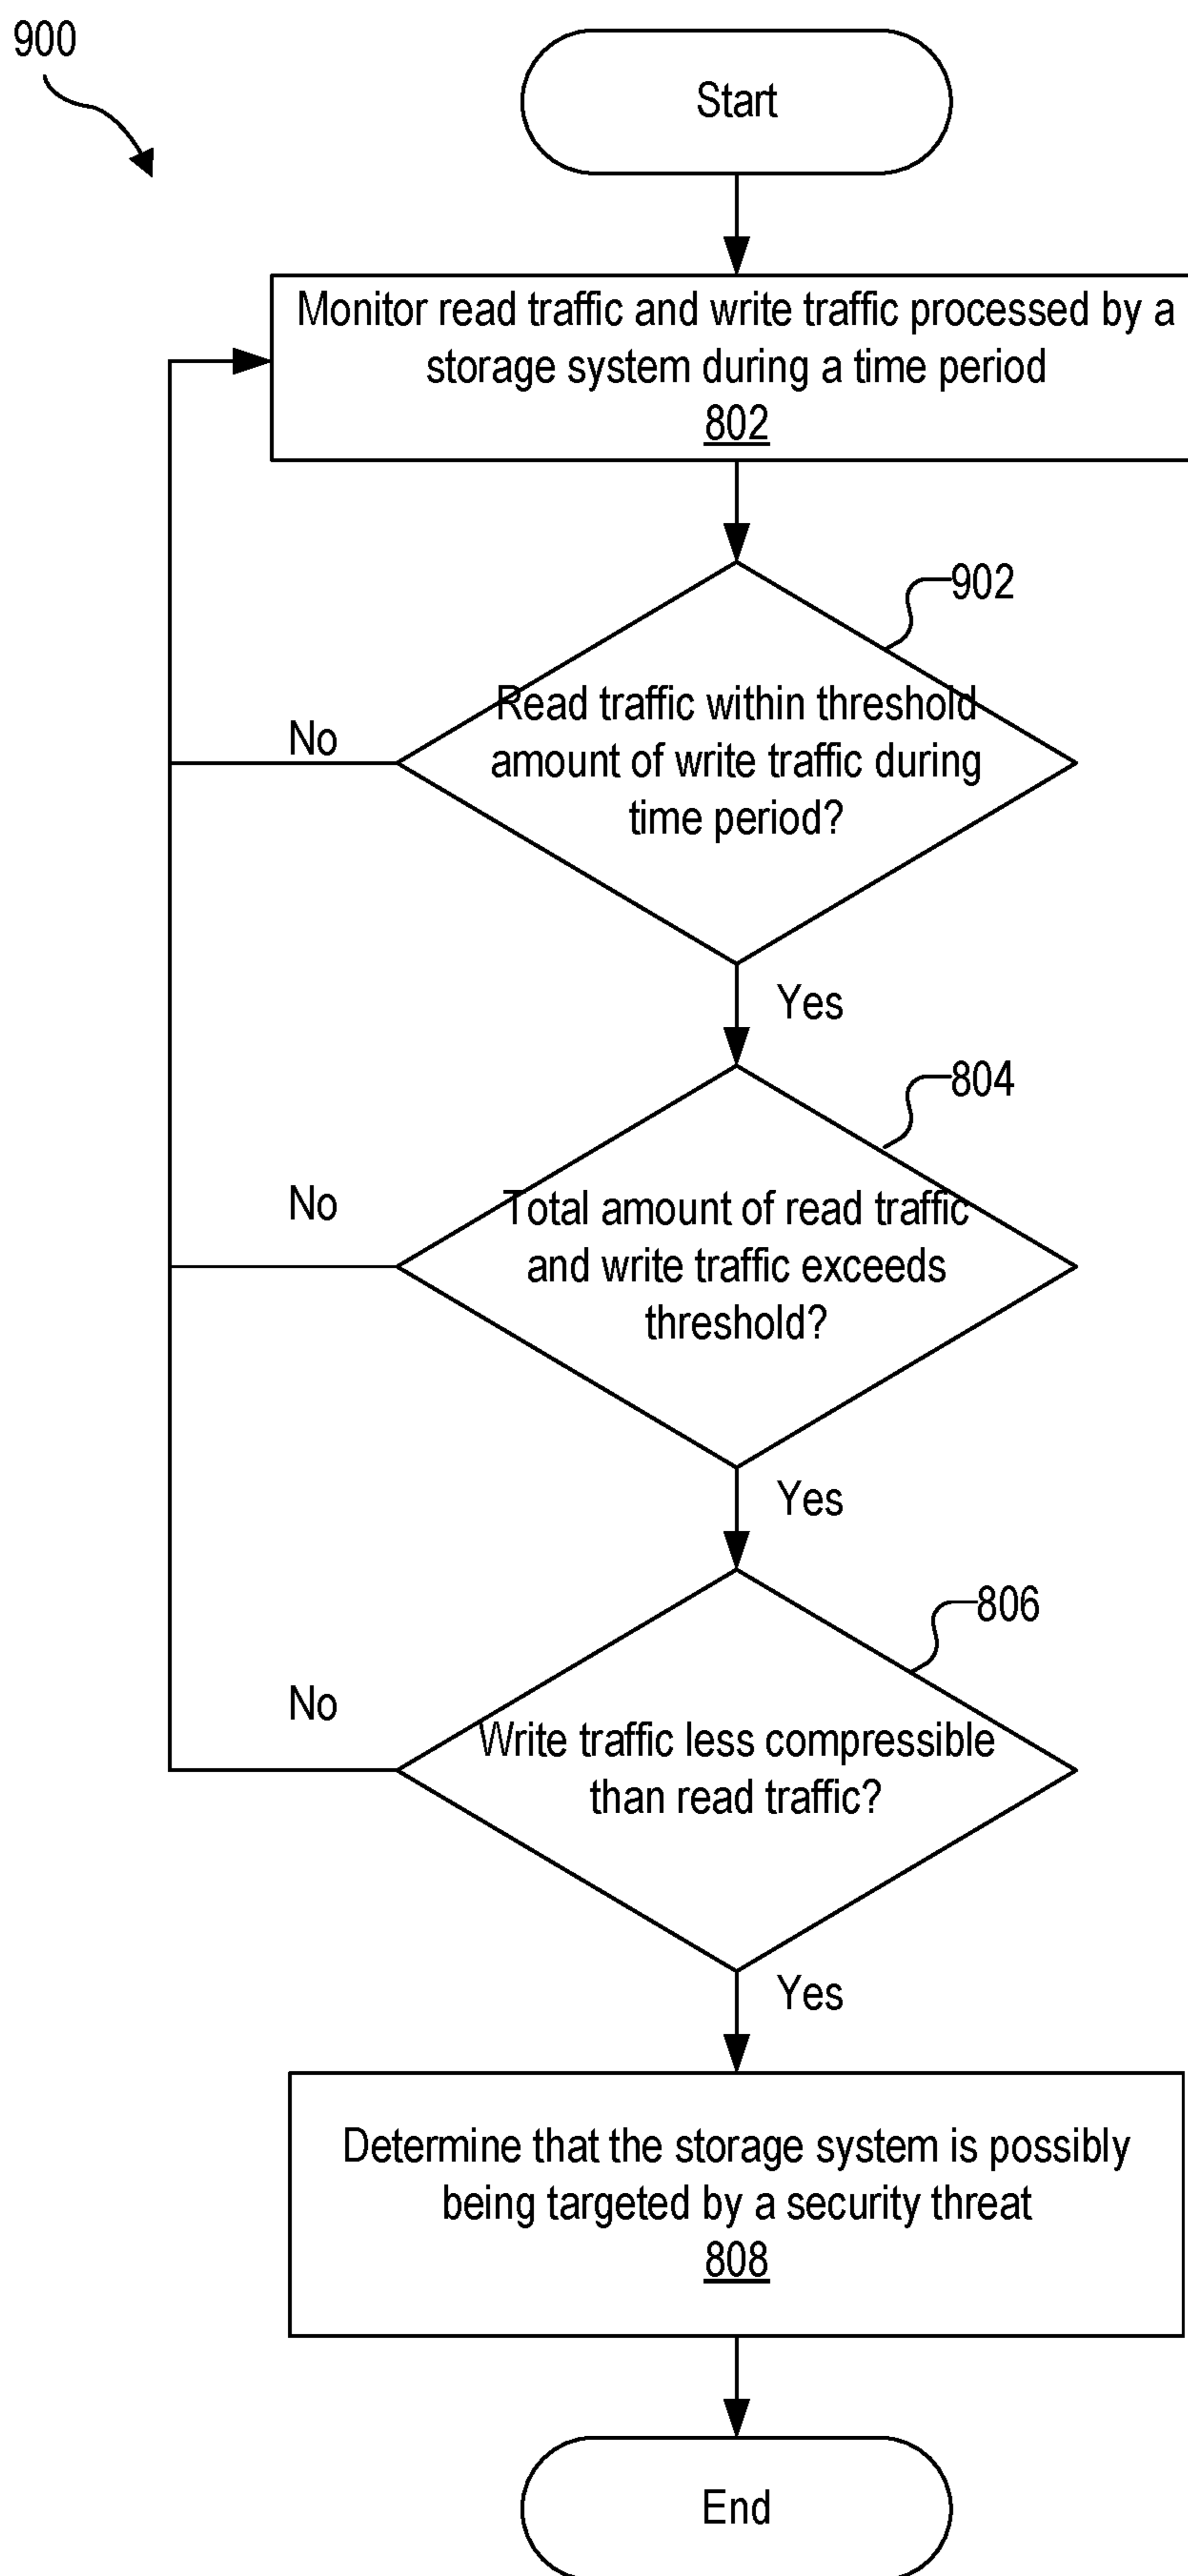 900
Start
Monitor read traffic and write traffic processed by a
storage system during a time period
802
902
Read traffic within threshold
amount of write traffic during
time period?
No
Yes
804
Total amount of read traffic
and write traffic exceeds
threshold?
No
Yes
806
Write traffic less compressible
than read traffic?
No
Yes
Determine that the storage system is possibly
being targeted by a security threat
808
End